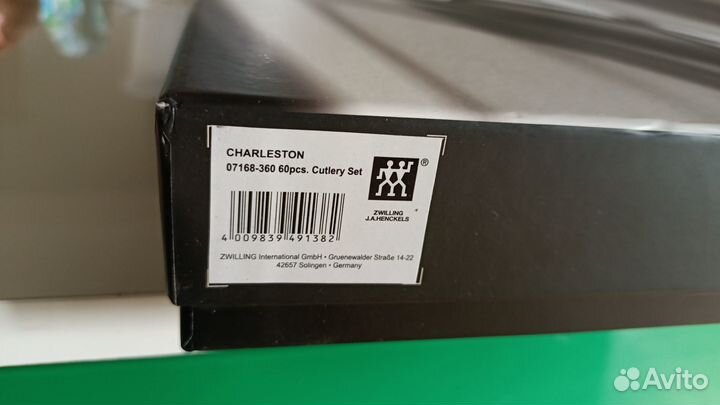 CHARLESTON
07168-360 60pcs. Cutlery Set
®
ZWILLING
J.A.HENCKELS
4 009839 491382
ZWILLING International GmbH • Gruenewalder Straße 14-22
42657 Solingen • Germany
Avito